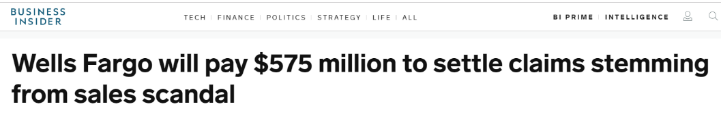 BUSINESS
INSIDER
TECH | FINANCE | POLITICS | STRATEGY | LIFE | ALL
BI PRIME | INTELLIGENCE
Wells Fargo will pay $575 million to settle claims stemming
from sales scandal